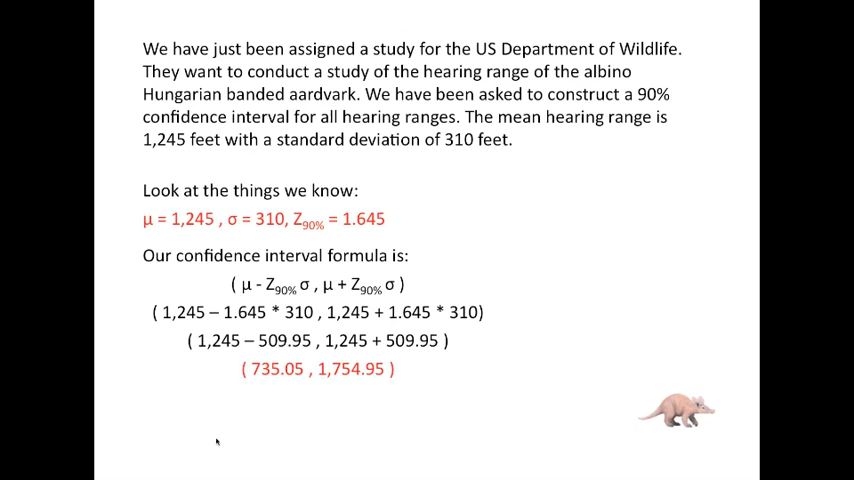 We have just been assigned a study for the US Department of Wildlife.
They want to conduct a study of the hearing range of the albino
Hungarian banded aardvark. We have been asked to construct a 90%
confidence interval for all hearing ranges. The mean hearing range is
1,245 feet with a standard deviation of 310 feet.
Look at the things we know:
μ = 1,245 , σ = 310, Z90% = 1.645
Our confidence interval formula is:
( μ - Z90% σ , μ + Z90% σ )
( 1,245 – 1.645 * 310 , 1,245 + 1.645 * 310)
( 1,245 – 509.95 , 1,245 + 509.95 )
( 735.05 , 1,754.95 )